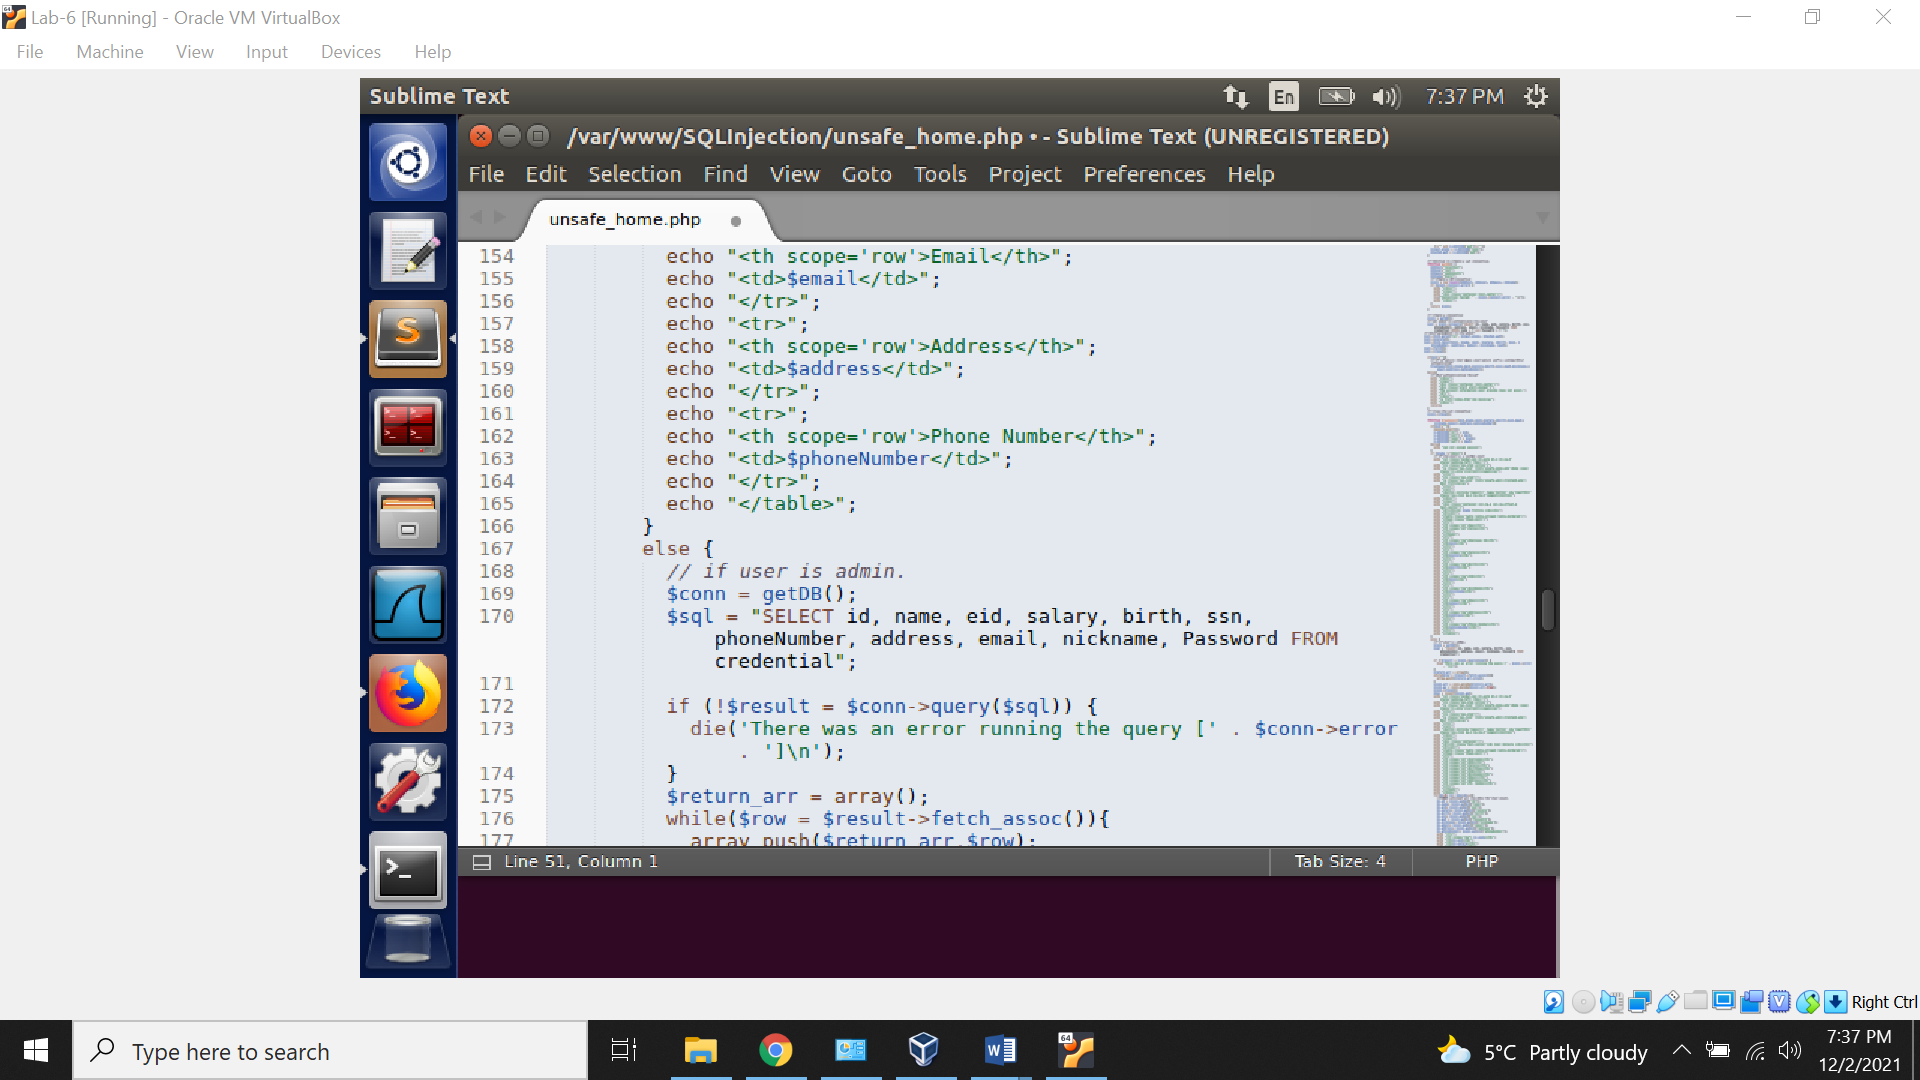 Lab-6 [Running] - Oracle VM VirtualBox
File Machine View Input Devices Help
Sublime Text En 7:37 PM
/var/www/SQLInjection/unsafe_home.php • - Sublime Text (UNREGISTERED)
File Edit Selection Find View Goto Tools Project Preferences Help
unsafe_home.php
154 echo "<th scope='row'>Email</th>";
155 echo "<td>$email</td>";
156 echo "</tr>";
157 echo "<tr>";
158 echo "<th scope='row'>Address</th>";
159 echo "<td>$address</td>";
160 echo "</tr>";
161 echo "<tr>";
162 echo "<th scope='row'>Phone Number</th>";
163 echo "<td>$phoneNumber</td>";
164 echo "</tr>";
165 echo "</table>";
166 }
167 else {
168 // if user is admin.
169 $conn = getDB();
170 $sql = "SELECT id, name, eid, salary, birth, ssn,
phoneNumber, address, email, nickname, Password FROM
credential";
171
172 if (!$result = $conn->query($sql)) {
173 die('There was an error running the query [' . $conn->error
. ']\n');
174 }
175 $return_arr = array();
176 while($row = $result->fetch_assoc()){
177 array_push($return_arr,$row);
Line 51, Column 1 Tab Size: 4 PHP
Right Ctrl
Type here to search
64
5°C Partly cloudy
7:37 PM
12/2/2021